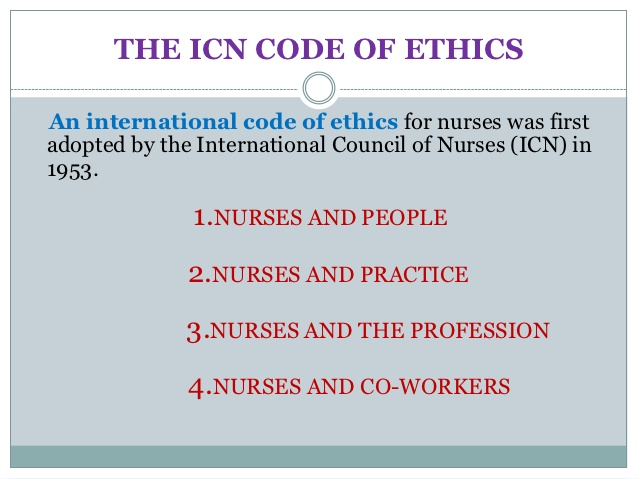 THE ICN CODE OF ETHICS
An international code of ethics for nurses was first
adopted by the International Council of Nurses (ICN) in
1953.
1.NURSES AND PEOPLE
2.NURSES AND PRACTICE
3.NURSES AND THE PROFESSION
4.NURSES AND CO-WORKERS